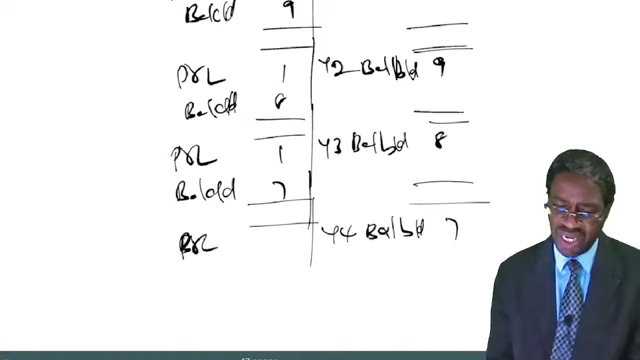 Bal c/d 9
P&L 1 Y2 Bal b/d 9
Bal c/d 8
P&L 1 Y3 Bal b/d 8
Bal c/d 7
P&L Y4 Bal b/d 7